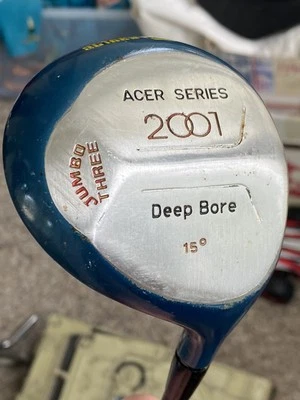 ACER SERIES
2001
JUMBO
THREE
Deep Bore
15°